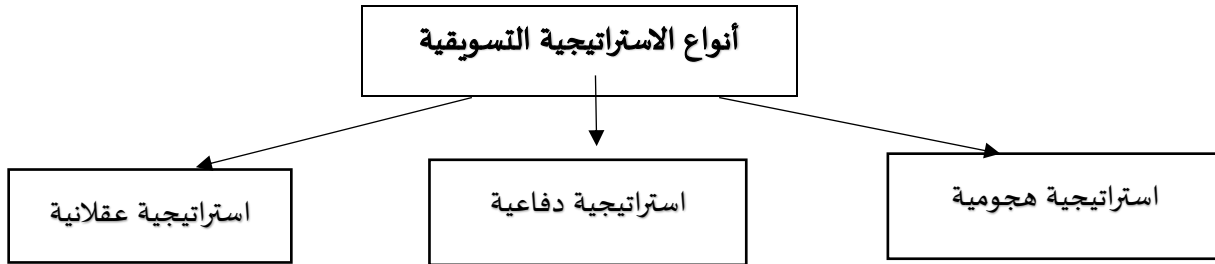 أنواع الاستراتيجية التسويقية
استراتيجية هجومية
استراتيجية دفاعية
استراتيجية عقلانية